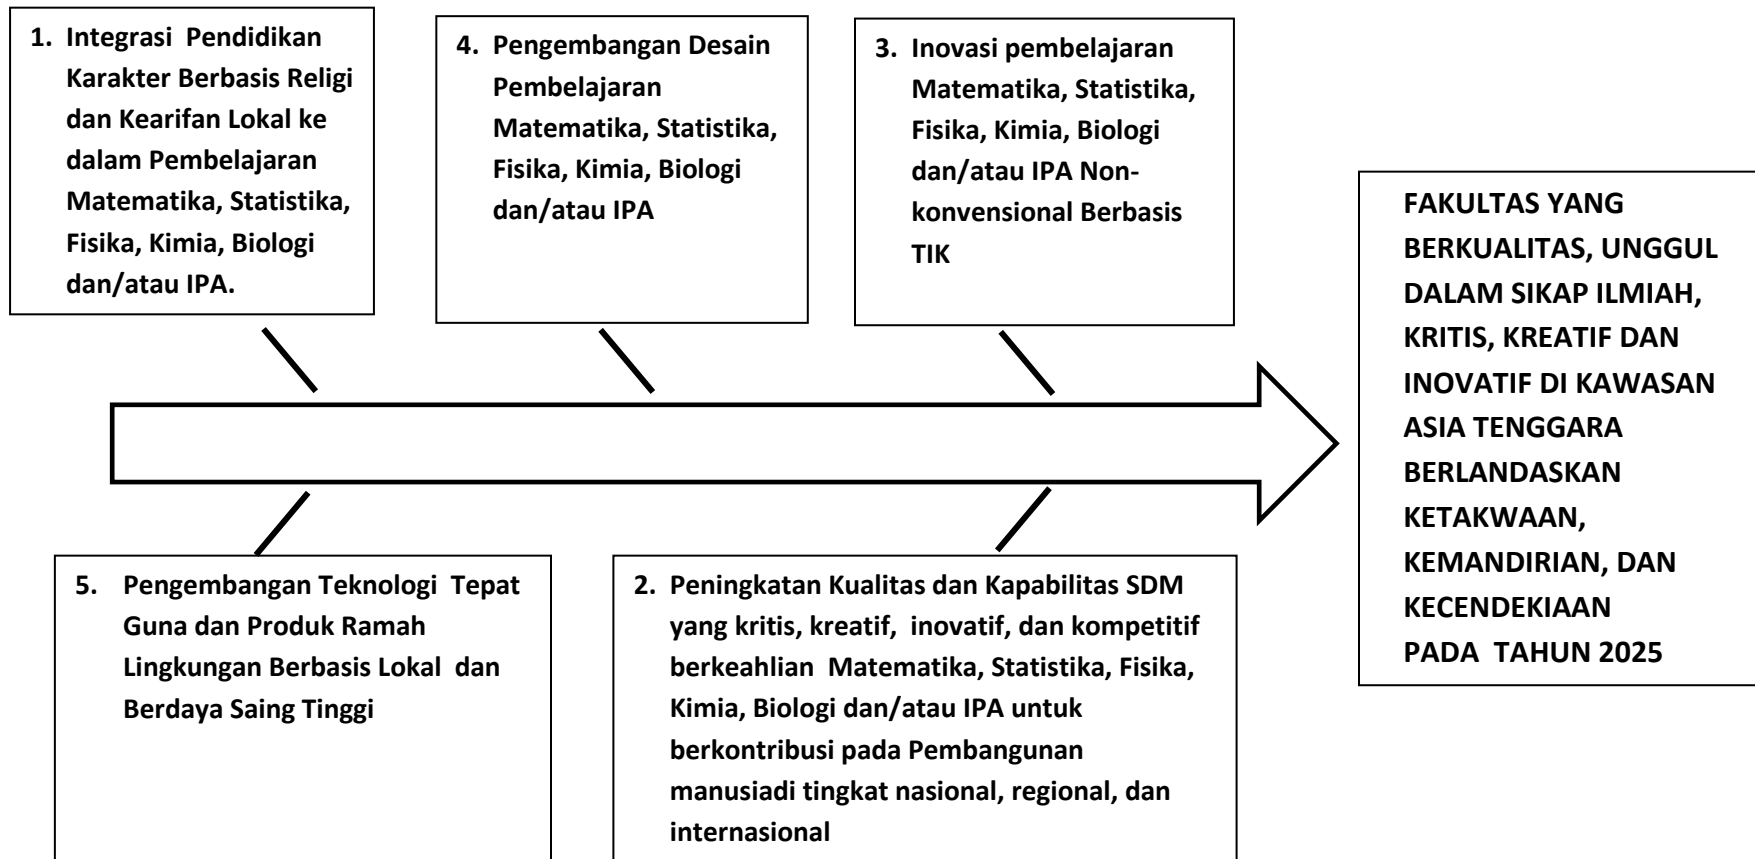 1. Integrasi Pendidikan
Karakter Berbasis Religi
dan Kearifan Lokal ke
dalam Pembelajaran
Matematika, Statistika,
Fisika, Kimia, Biologi
dan/atau IPA.
4. Pengembangan Desain
Pembelajaran
Matematika, Statistika,
Fisika, Kimia, Biologi
dan/atau IPA
3. Inovasi pembelajaran
Matematika, Statistika,
Fisika, Kimia, Biologi
dan/atau IPA Non-
konvensional Berbasis
TIK
FAKULTAS YANG
BERKUALITAS, UNGGUL
DALAM SIKAP ILMIAH,
KRITIS, KREATIF DAN
INOVATIF DI KAWASAN
ASIA TENGGARA
BERLANDASKAN
KETAKWAAN,
KEMANDIRIAN, DAN
KECENDEKIAAN
PADA TAHUN 2025
5. Pengembangan Teknologi Tepat
Guna dan Produk Ramah
Lingkungan Berbasis Lokal dan
Berdaya Saing Tinggi
2. Peningkatan Kualitas dan Kapabilitas SDM
yang kritis, kreatif, inovatif, dan kompetitif
berkeahlian Matematika, Statistika, Fisika,
Kimia, Biologi dan/atau IPA untuk
berkontribusi pada Pembangunan
manusiadi tingkat nasional, regional, dan
internasional